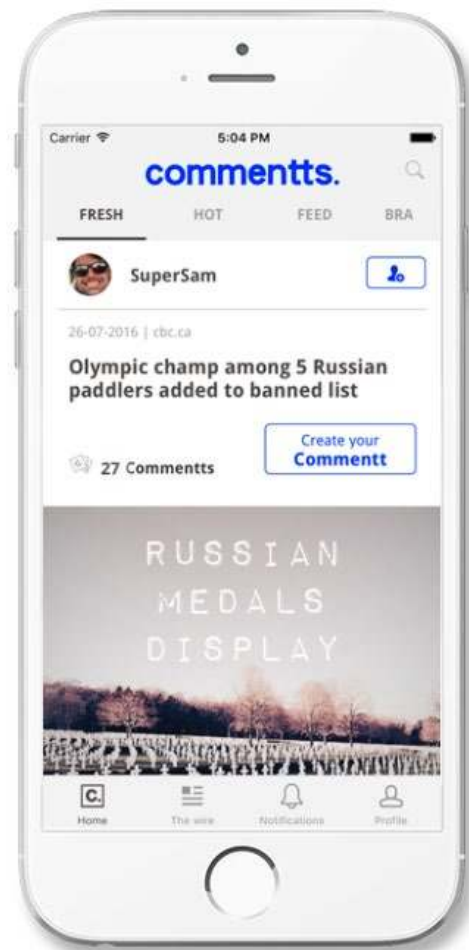 Carrier 5:04 PM
commentts.
FRESH HOT FEED BRA
SuperSam
26-07-2016 | cbc.ca
Olympic champ among 5 Russian
paddlers added to banned list
Create your
Commentt
27 Commentts
RUSSIAN
MEDALS
DISPLAY
C.
Home The wire Notifications Profile